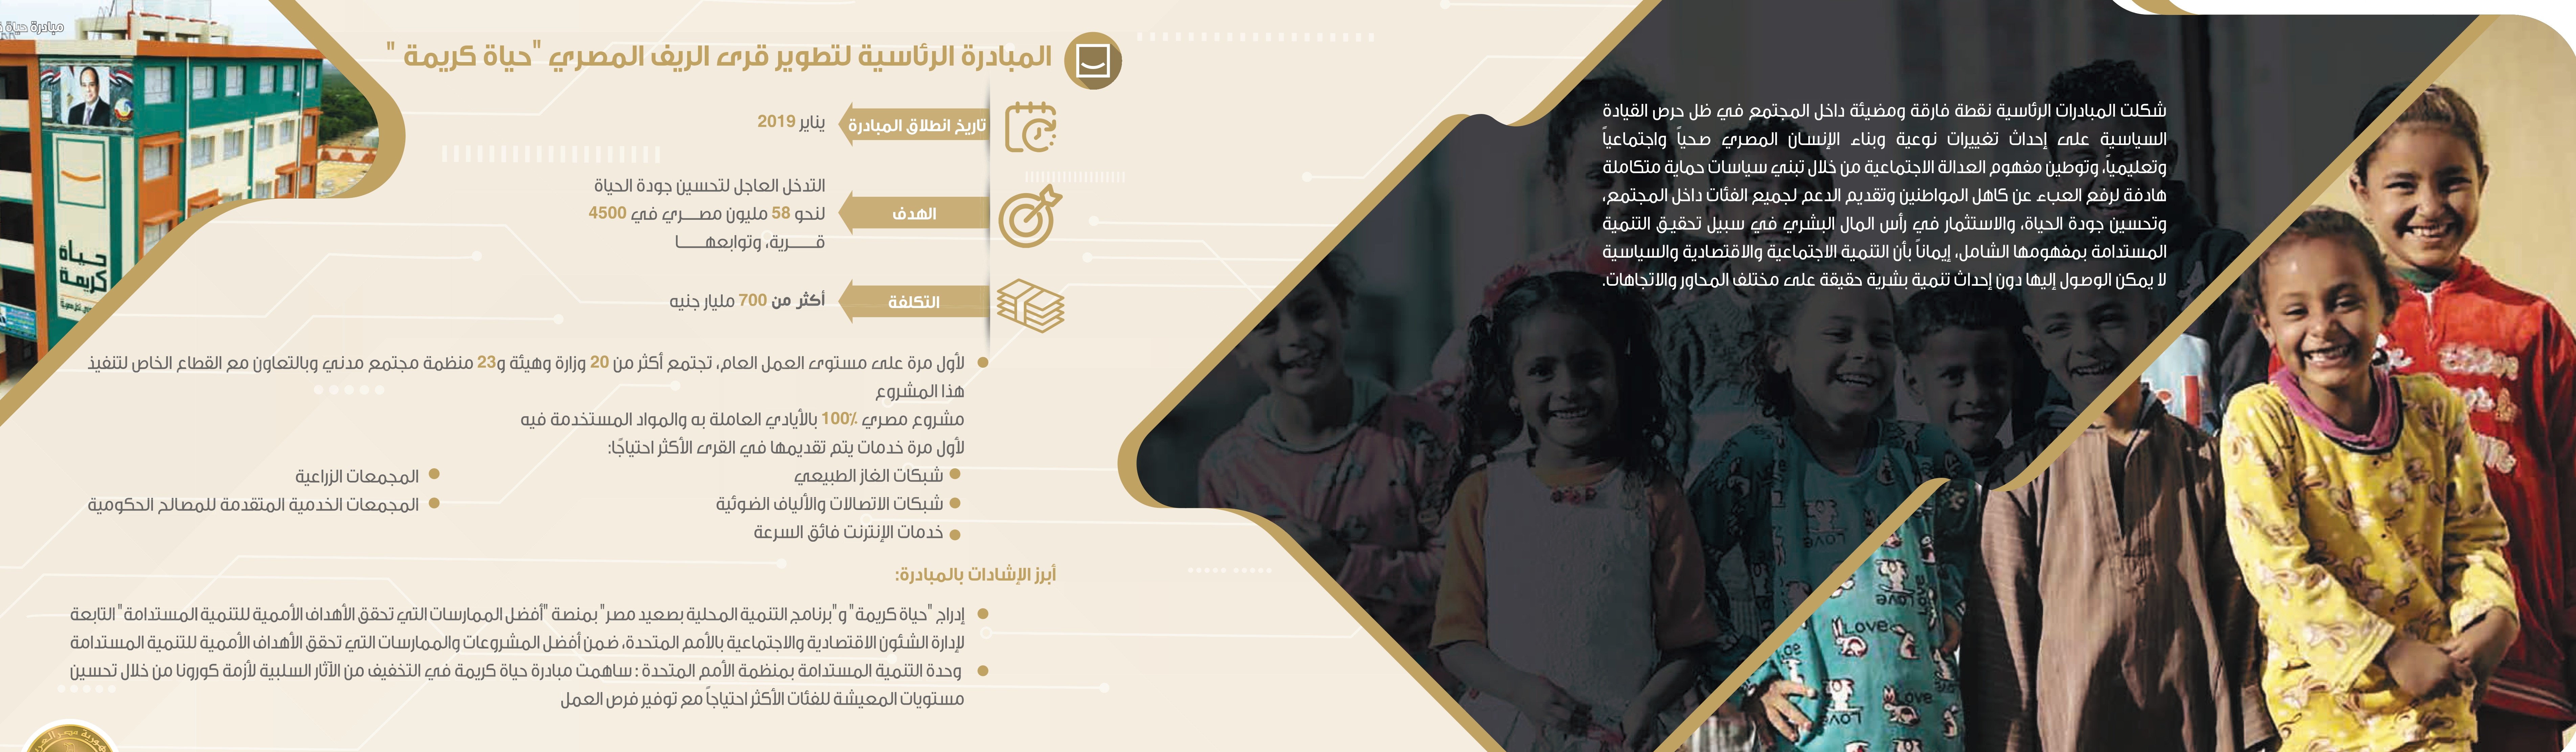 شكلت المبادرات الرئاسية نقطة فارقة ومضيئة داخل المجتمع في ظل حرص القيادة
السياسية على إحداث تغييرات نوعية وبناء الإنسان المصري صحياً واجتماعياً
وتعليمياً، وتوطين مفهوم العدالة الاجتماعية من خلال تبني سياسات حماية متكاملة
هادفة لرفع العبء عن كاهل المواطنين وتقديم الدعم لجميع الفئات داخل المجتمع،
وتحسين جودة الحياة، والاستثمار في رأس المال البشري في سبيل تحقيق التنمية
المستدامة بمفهومها الشامل، إيماناً بأن التنمية الاجتماعية والاقتصادية والسياسية
لا يمكن الوصول إليها دون إحداث تنمية بشرية حقيقة على مختلف المحاور والاتجاهات.
المبادرة الرئاسية لتطوير قرى الريف المصري "حياة كريمة "
تاريخ انطلاق المبادرة
يناير 2019
الهدف
التدخل العاجل لتحسين جودة الحياة
لنحو 58 مليون مصـــري في 4500
قـــــرية، وتوابعهـــــا
التكلفة
أكثر من 700 مليار جنيه
لأول مرة على مستوى العمل العام، تجتمع أكثر من 20 وزارة وهيئة و23 منظمة مجتمع مدني وبالتعاون مع القطاع الخاص لتنفيذ
هذا المشروع
مشروع مصري 100٪ بالأيادي العاملة به والمواد المستخدمة فيه
لأول مرة خدمات يتم تقديمها في القرى الأكثر احتياجًا:
شبكات الغاز الطبيعي
شبكات الاتصالات والألياف الضوئية
خدمات الإنترنت فائق السرعة
المجمعات الزراعية
المجمعات الخدمية المتقدمة للمصالح الحكومية
أبرز الإشادات بالمبادرة:
إدراج "حياة كريمة" و"برنامج التنمية المحلية بصعيد مصر" بمنصة "أفضل الممارسات التي تحقق الأهداف الأممية للتنمية المستدامة" التابعة
لإدارة الشئون الاقتصادية والاجتماعية بالأمم المتحدة، ضمن أفضل المشروعات والممارسات التي تحقق الأهداف الأممية للتنمية المستدامة
وحدة التنمية المستدامة بمنظمة الأمم المتحدة : ساهمت مبادرة حياة كريمة في التخفيف من الآثار السلبية لأزمة كورونا من خلال تحسين
مستويات المعيشة للفئات الأكثر احتياجاً مع توفير فرص العمل
مبادرة حياة
حياة
كريمة
Love
Love